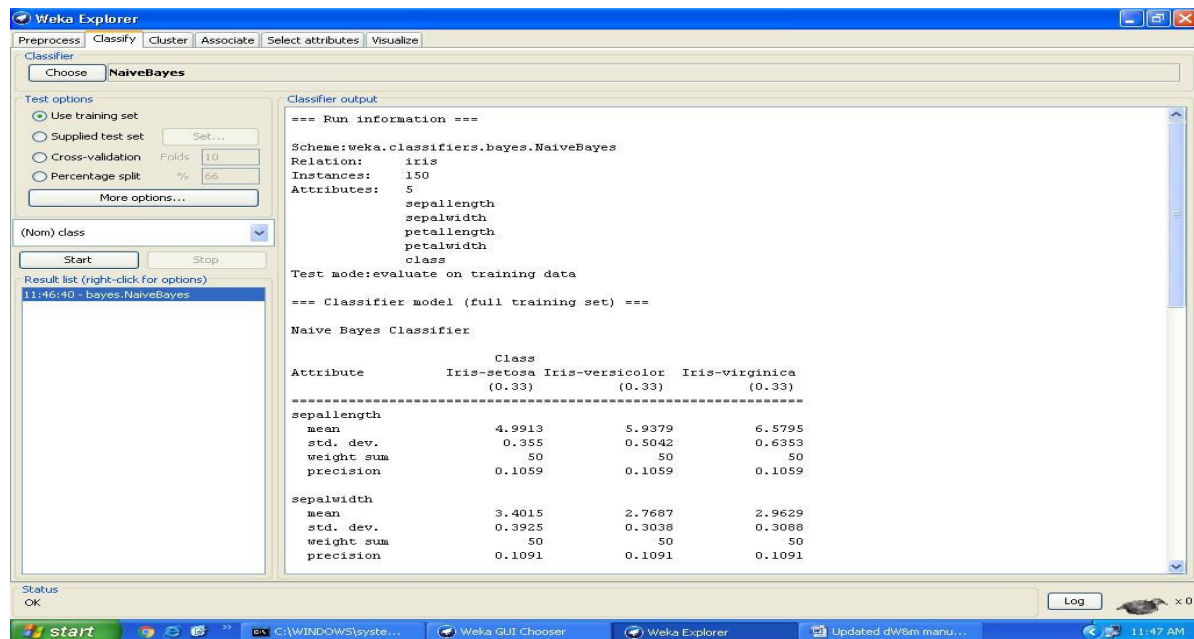 Weka Explorer
Preprocess Classify Cluster Associate Select attributes Visualize
Classifier
Choose NaiveBayes
Test options
Use training set
Supplied test set Set...
Cross-validation Folds 10
Percentage split % 66
More options...
(Nom) class
Start Stop
Result list (right-click for options)
11:46:40 - bayes.NaiveBayes
Classifier output
=== Run information ===
Scheme:weka.classifiers.bayes.NaiveBayes
Relation: iris
Instances: 150
Attributes: 5
sepallength
sepalwidth
petallength
petalwidth
class
Test mode:evaluate on training data
=== Classifier model (full training set) ===
Naive Bayes Classifier
Class
Attribute Iris-setosa Iris-versicolor Iris-virginica
(0.33) (0.33) (0.33)
===============================================================
sepallength
mean 4.9913 5.9379 6.5795
std. dev. 0.355 0.5042 0.6353
weight sum 50 50 50
precision 0.1059 0.1059 0.1059
sepalwidth
mean 3.4015 2.7687 2.9629
std. dev. 0.3925 0.3038 0.3088
weight sum 50 50 50
precision 0.1091 0.1091 0.1091
Status
OK
Log x 0
start C:\WINDOWS\syste... Weka GUI Chooser Weka Explorer Updated dW&m manu... 11:47 AM